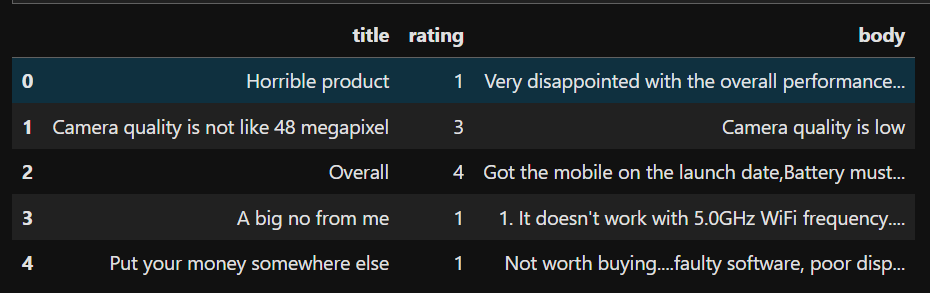 title rating body
0 Horrible product 1 Very disappointed with the overall performance...
1 Camera quality is not like 48 megapixel 3 Camera quality is low
2 Overall 4 Got the mobile on the launch date,Battery must...
3 A big no from me 1 1. It doesn't work with 5.0GHz WiFi frequency....
4 Put your money somewhere else 1 Not worth buying....faulty software, poor disp...